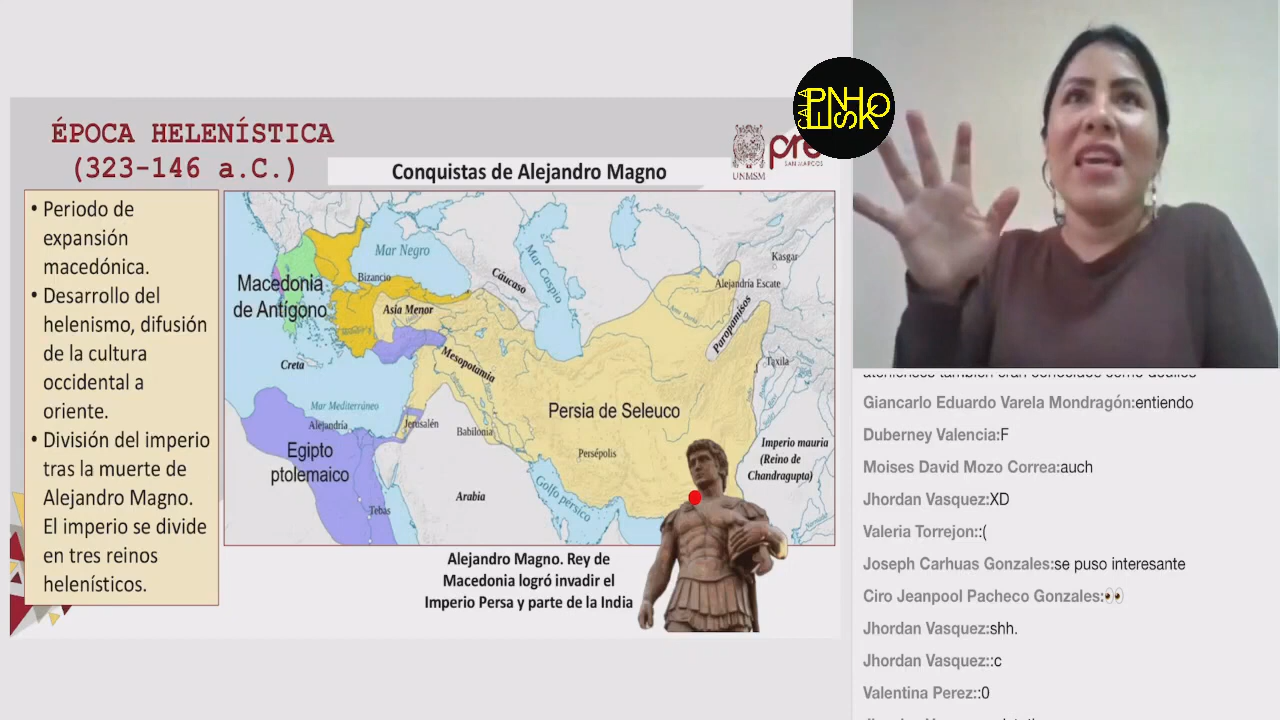 ÉPOCA HELENÍSTICA
(323-146 a.C.)
• Periodo de
expansión
macedónica.
• Desarrollo del
helenismo, difusión
de la cultura
occidental a
oriente.
• División del imperio
tras la muerte de
Alejandro Magno.
El imperio se divide
en tres reinos
helenísticos.
Conquistas de Alejandro Magno
UNMSM
pre
SAN MARCOS
CALA
PEN
HSOK
Mar Negro
Mar Caspio
Cáucaso
Kasgar
Alejandría Escate
Paropamisos
Taxila
Macedonia
de Antígono
Bizancio
Asia Menor
Creta
Mesopotamia
Mar Mediterráneo
Alejandría
Jerusalén
Babilonia
Persia de Seleuco
Persépolis
Egipto
ptolemaico
Tebas
Arabia
Golfo pérsico
Imperio mauria
(Reino de
Chandragupta)
Alejandro Magno. Rey de
Macedonia logró invadir el
Imperio Persa y parte de la India
Giancarlo Eduardo Varela Mondragón:entiendo
Duberney Valencia:F
Moises David Mozo Correa:auch
Jhordan Vasquez:XD
Valeria Torrejon::(
Joseph Carhuas Gonzales:se puso interesante
Ciro Jeanpool Pacheco Gonzales:👀
Jhordan Vasquez:shh.
Jhordan Vasquez::c
Valentina Perez::0